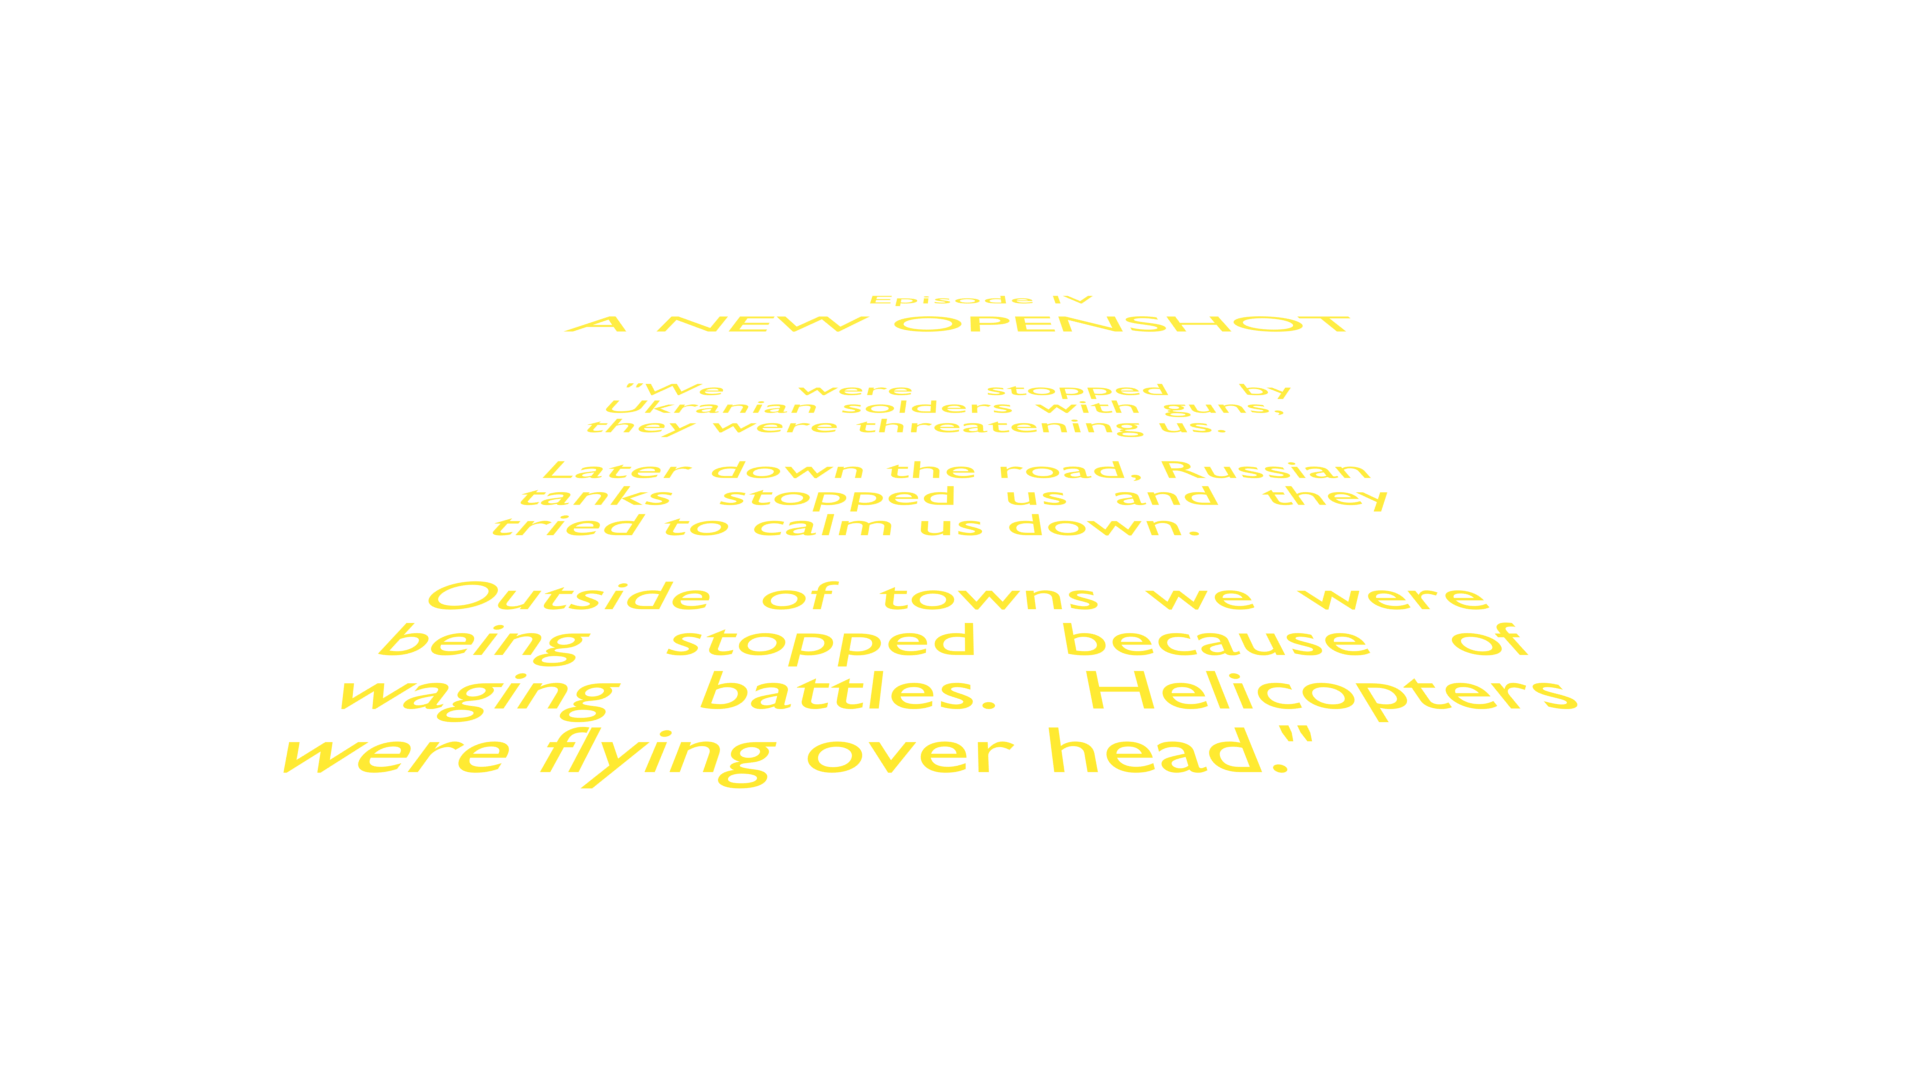 Episode IV
A NEW OPENSHOT
"We were stopped by
Ukranian solders with guns,
they were threatening us.
Later down the road, Russian
tanks stopped us and they
tried to calm us down.
Outside of towns we were
being stopped because of
waging battles. Helicopters
were flying over head."